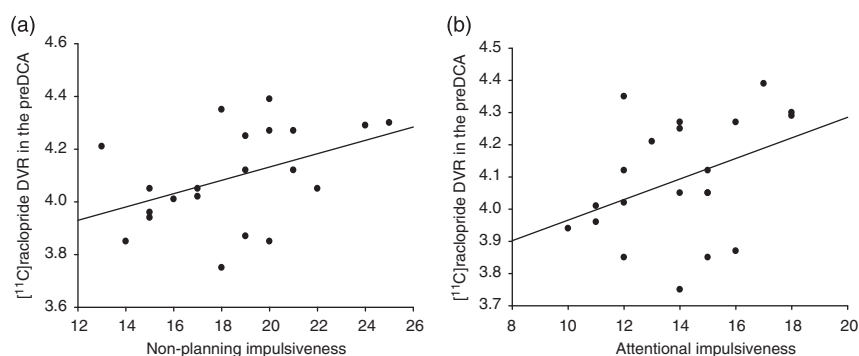 (a)
[¹¹C]raclopride DVR in the preDCA
4.6
4.4
4.2
4.0
3.8
3.6
12 14 16 18 20 22 24 26
Non-planning impulsiveness
(b)
[¹¹C]raclopride DVR in the preDCA
4.5
4.4
4.3
4.2
4.1
4.0
3.9
3.8
3.7
8 10 12 14 16 18 20
Attentional impulsiveness